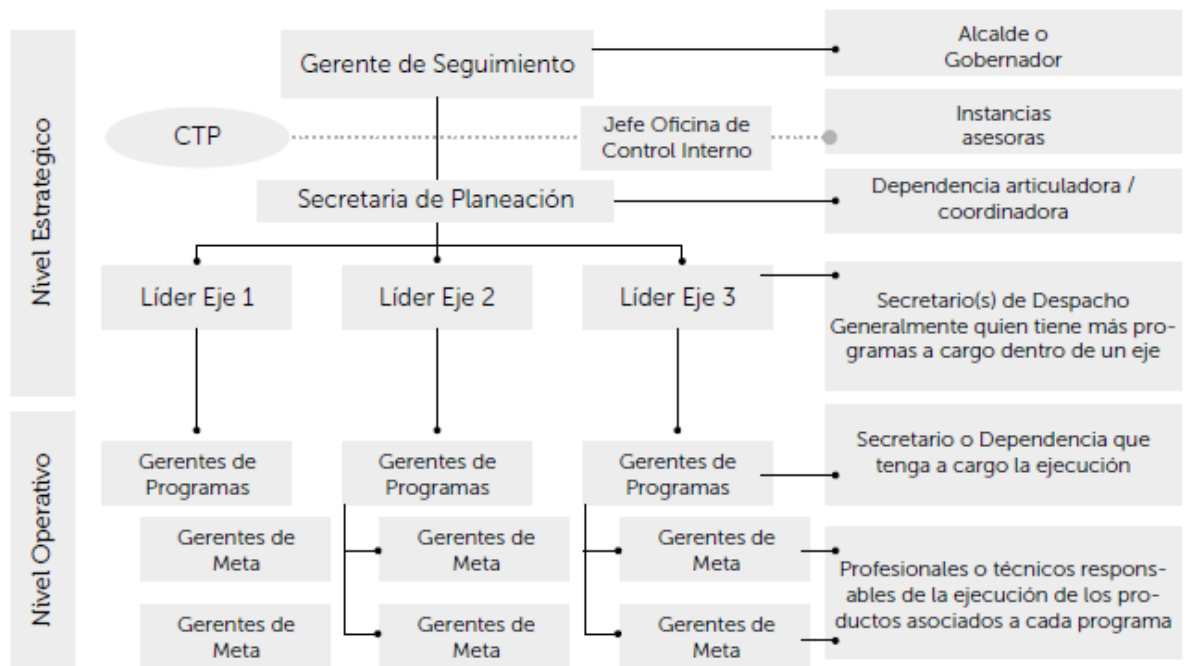 Nivel Estrategico
Gerente de Seguimiento
Alcalde o
Gobernador
CTP
Jefe Oficina de
Control Interno
Instancias
asesoras
Secretaria de Planeación
Dependencia articuladora /
coordinadora
Líder Eje 1
Líder Eje 2
Líder Eje 3
Secretario(s) de Despacho
Generalmente quien tiene más pro-
gramas a cargo dentro de un eje
Nivel Operativo
Gerentes de
Programas
Gerentes de
Programas
Gerentes de
Programas
Secretario o Dependencia que
tenga a cargo la ejecución
Gerentes de
Meta
Gerentes de
Meta
Gerentes de
Meta
Gerentes de
Meta
Gerentes de
Meta
Gerentes de
Meta
Profesionales o técnicos respons-
ables de la ejecución de los pro-
ductos asociados a cada programa